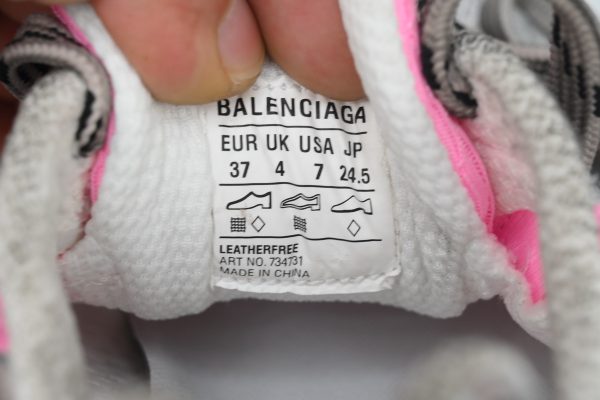 BALENCIAGA
EUR UK USA JP
37 4 7 24.5
LEATHERFREE
ART NO. 734731
MADE IN CHINA